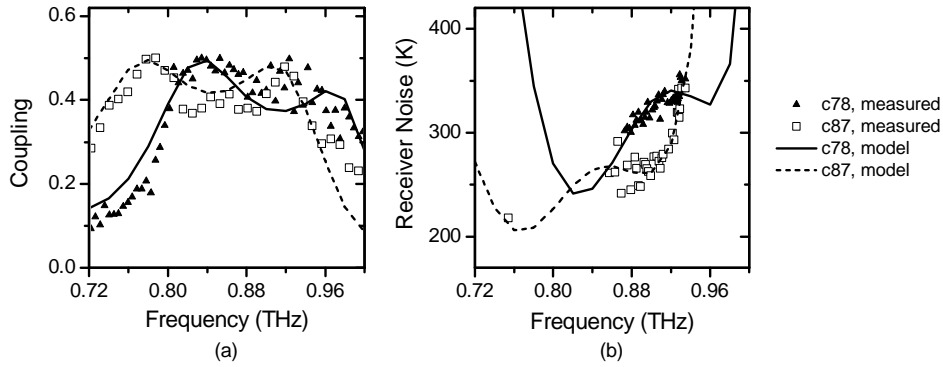 0.6
0.4
0.2
0.0
Coupling
0.72 0.80 0.88 0.96
Frequency (THz)
(a)
400
300
200
Receiver Noise (K)
0.72 0.80 0.88 0.96
Frequency (THz)
(b)
c78, measured
c87, measured
c78, model
c87, model